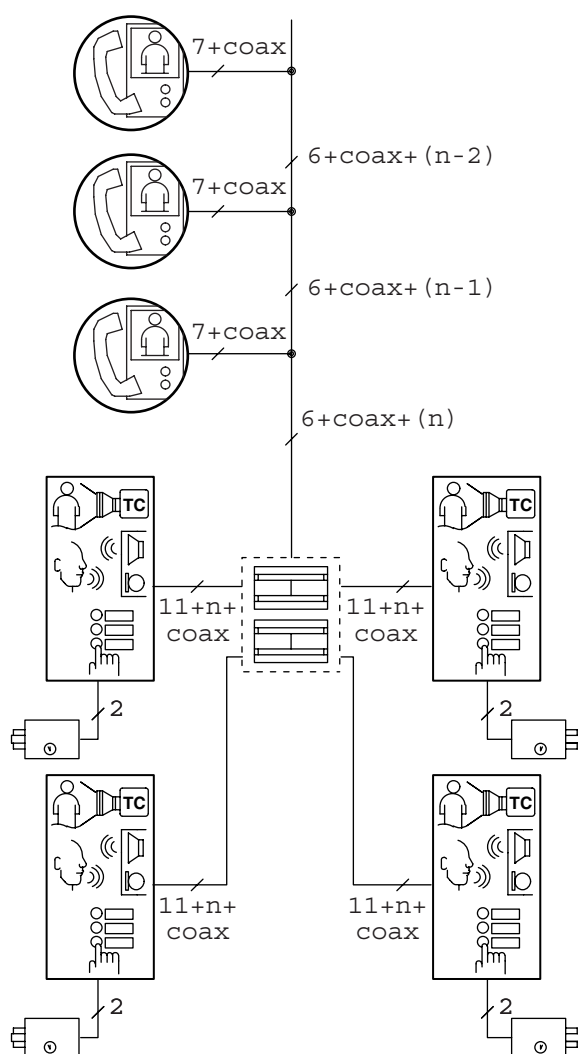 7+coax
6+coax+(n-2)
7+coax
6+coax+(n-1)
7+coax
6+coax+(n)
TC
TC
11+n+
coax
11+n+
coax
2
2
TC
TC
11+n+
coax
11+n+
coax
2
2